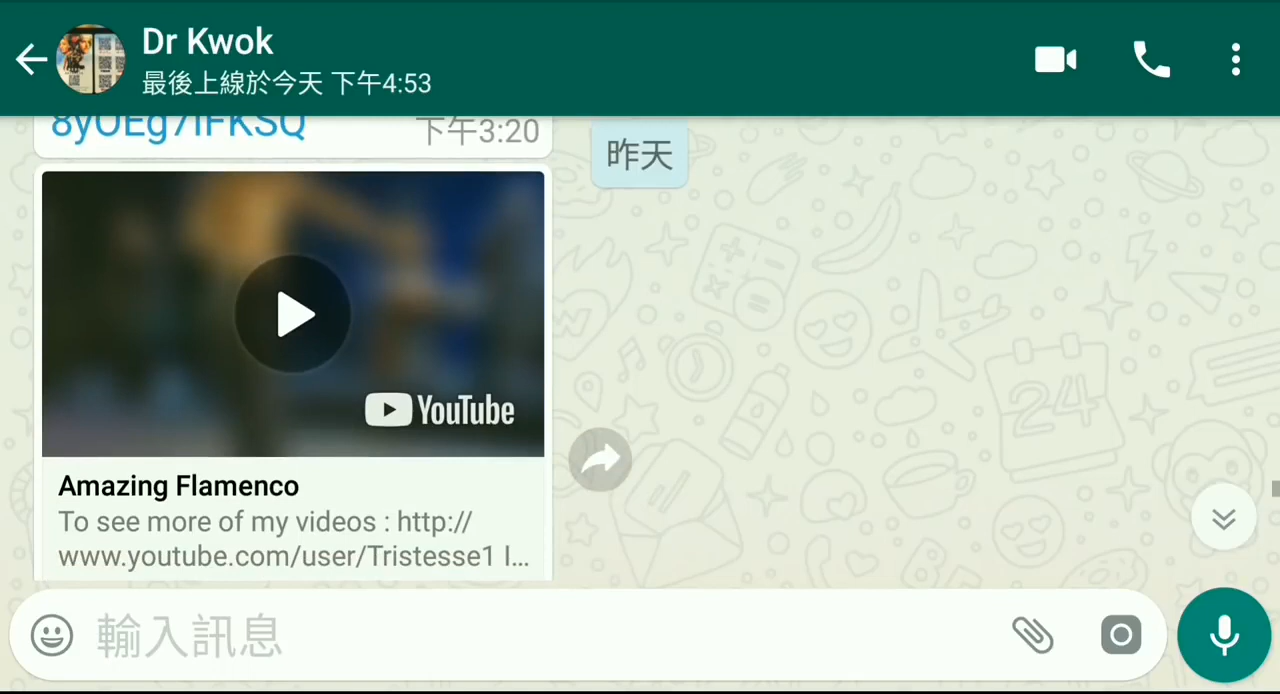 Dr Kwok
最後上線於今天 下午4:53
8yUEg7IFKSQ
下午3:20
昨天
YouTube
Amazing Flamenco
To see more of my videos : http://
www.youtube.com/user/Tristesse1 I...
輸入訊息